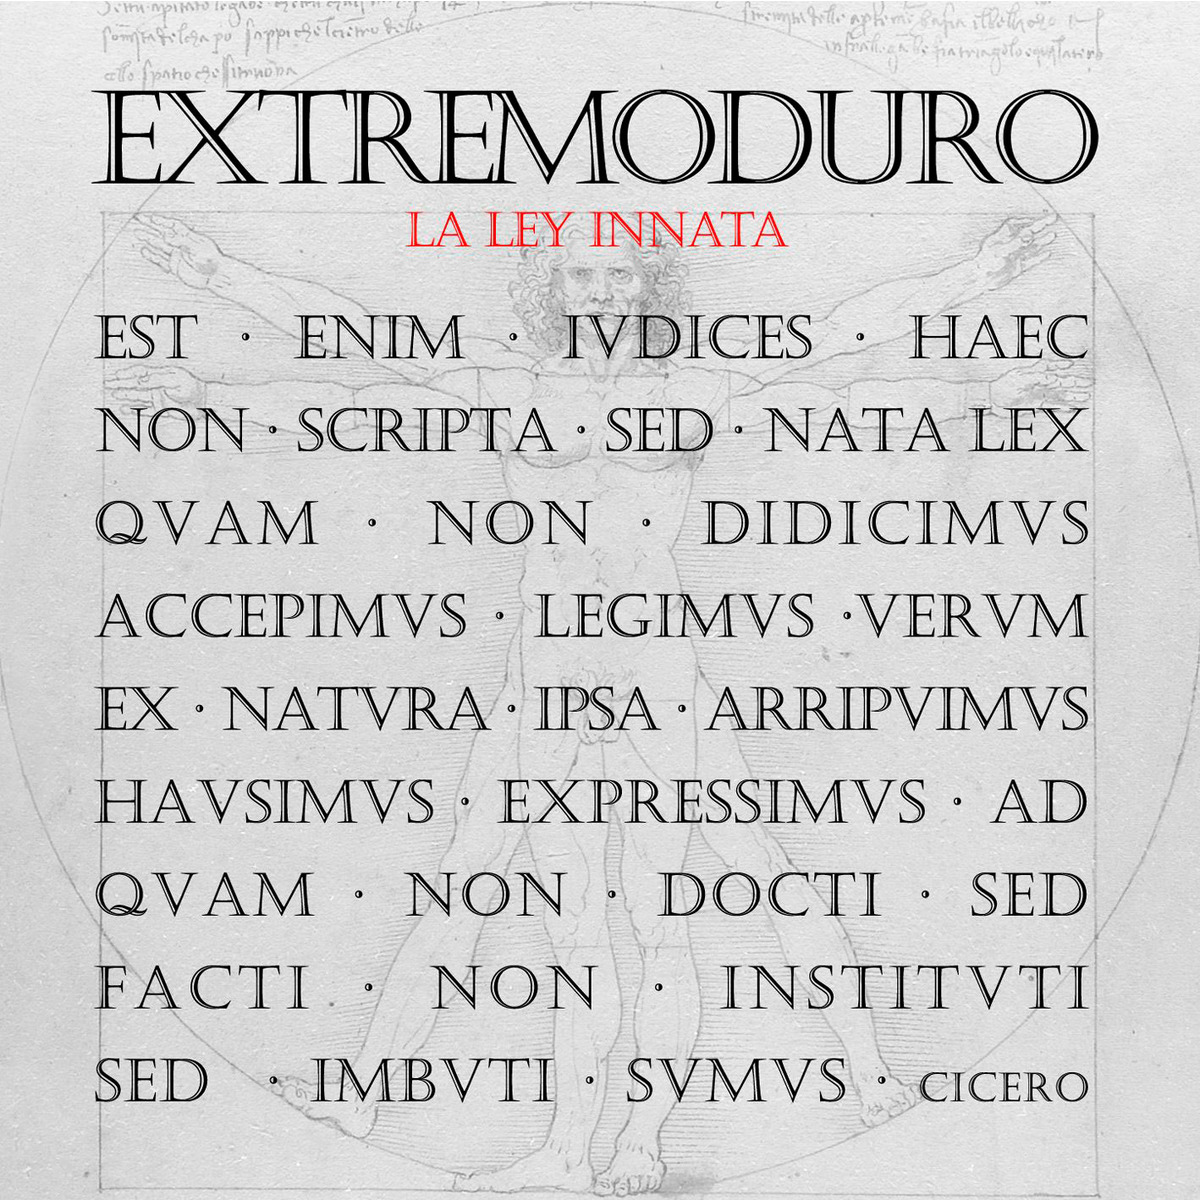 EXTREMODURO
LA LEY INNATA
EST · ENIM · IVDICES · HAEC
NON · SCRIPTA · SED · NATA LEX
QVAM · NON · DIDICIMVS
ACCEPIMVS · LEGIMVS · VERVM
EX · NATVRA · IPSA · ARRIPVIMVS
HAVSIMVS · EXPRESSIMVS · AD
QVAM · NON · DOCTI · SED
FACTI · NON · INSTITVTI
SED · IMBVTI · SVMVS · CICERO